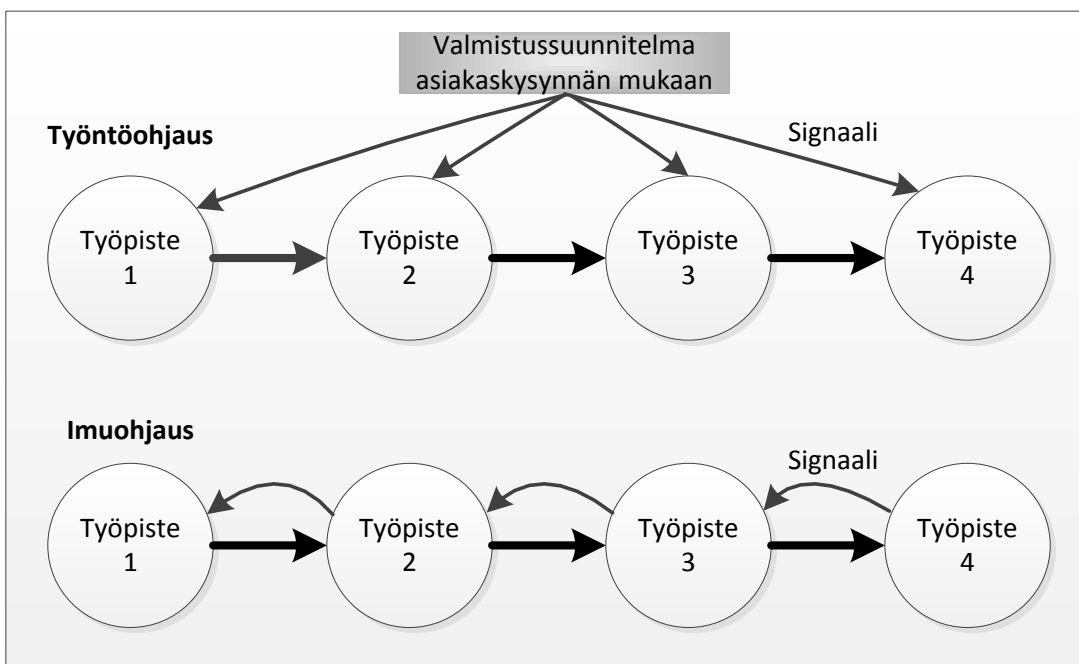 Valmistussuunnitelma
asiakaskysynnän mukaan
Työntöohjaus
Signaali
Työpiste
1
Työpiste
2
Työpiste
3
Työpiste
4
Imuohjaus
Signaali
Työpiste
1
Työpiste
2
Työpiste
3
Työpiste
4